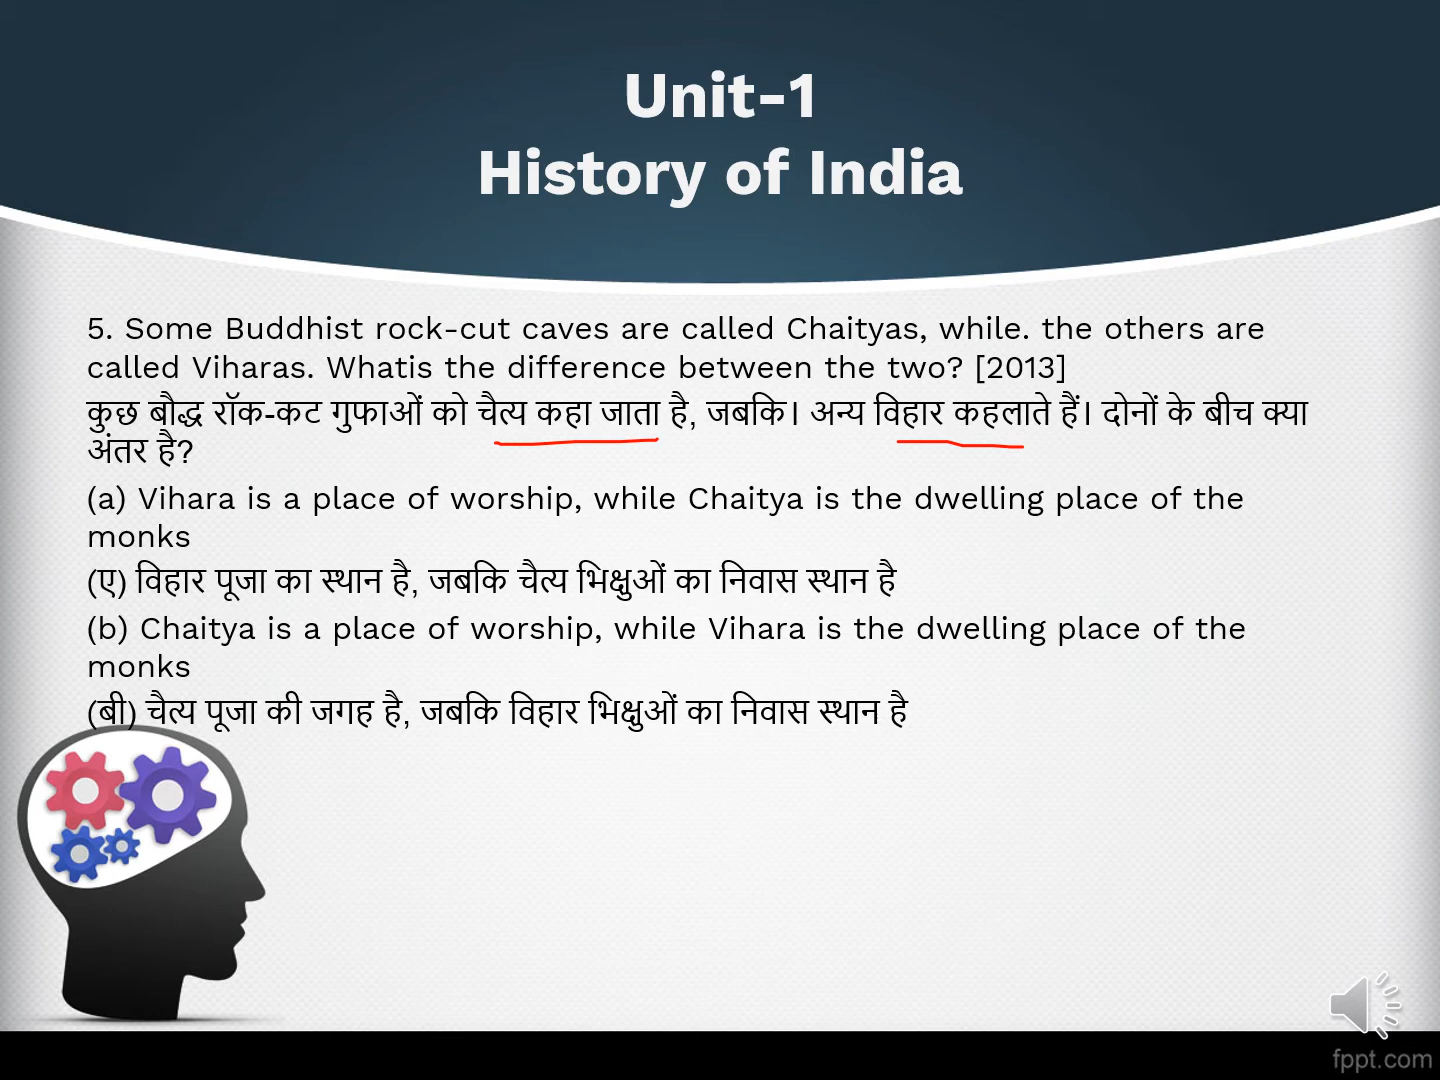 Unit-1
History of India
5. Some Buddhist rock-cut caves are called Chaityas, while. the others are
called Viharas. Whatis the difference between the two? [2013]
कुछ बौद्ध रॉक-कट गुफाओं को चैत्य कहा जाता है, जबकि। अन्य विहार कहलाते हैं। दोनों के बीच क्या
अंतर है?
(a) Vihara is a place of worship, while Chaitya is the dwelling place of the
monks
(ए) विहार पूजा का स्थान है, जबकि चैत्य भिक्षुओं का निवास स्थान है
(b) Chaitya is a place of worship, while Vihara is the dwelling place of the
monks
(बी) चैत्य पूजा की जगह है, जबकि विहार भिक्षुओं का निवास स्थान है
fppt.com